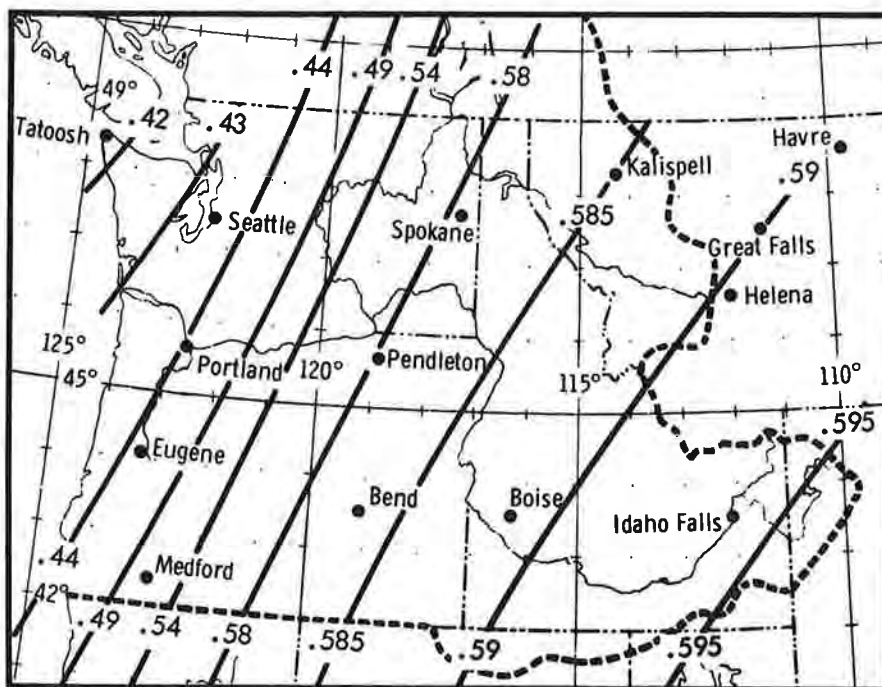 .44
.49
.54
.58
49°
.42
.43
Tatoosh
Havre
Kalispell
.59
.585
Seattle
Spokane
Great Falls
Helena
125°
Portland
120°
Pendleton
115°
110°
45°
.595
Eugene
Bend
Boise
Idaho Falls
.44
Medford
42°
.49
.54
.58
.585
.59
.595